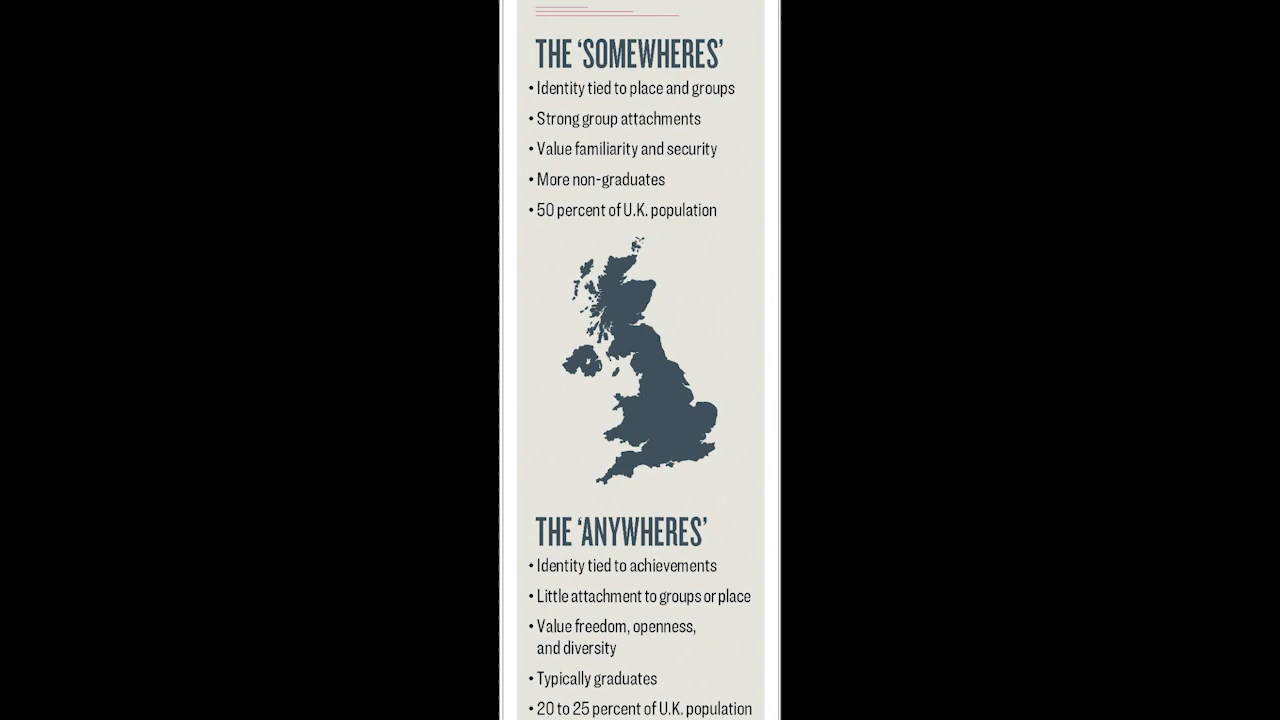 THE ‘SOMEWHERES’
• Identity tied to place and groups
• Strong group attachments
• Value familiarity and security
• More non-graduates
• 50 percent of U.K. population
THE ‘ANYWHERES’
• Identity tied to achievements
• Little attachment to groups or place
• Value freedom, openness,
and diversity
• Typically graduates
• 20 to 25 percent of U.K. population